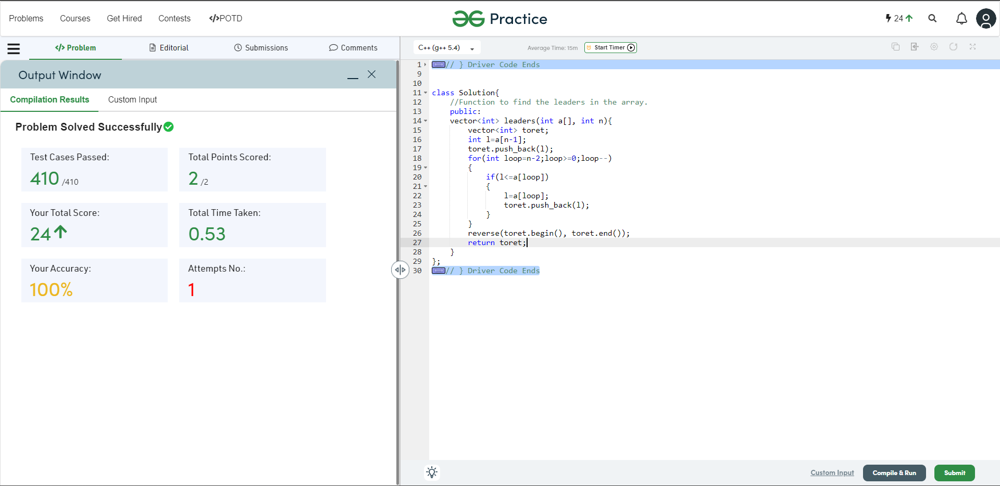 Problems Courses Get Hired Contests </>POTD
Practice
24
</> Problem Editorial Submissions Comments
C++ (g++ 5.4) Average Time: 15m Start Timer
Output Window
Compilation Results Custom Input
Problem Solved Successfully
Test Cases Passed:
410 /410
Total Points Scored:
2 /2
Your Total Score:
24
Total Time Taken:
0.53
Your Accuracy:
100%
Attempts No.:
1
1 // } Driver Code Ends
9
10
11 class Solution{
12 //Function to find the leaders in the array.
13 public:
14 vector<int> leaders(int a[], int n){
15 vector<int> toret;
16 int l=a[n-1];
17 toret.push_back(l);
18 for(int loop=n-2;loop>=0;loop--)
19 {
20 if(l<=a[loop])
21 {
22 l=a[loop];
23 toret.push_back(l);
24 }
25 }
26 reverse(toret.begin(), toret.end());
27 return toret;
28 }
29 };
30 // } Driver Code Ends
Custom Input Compile & Run Submit